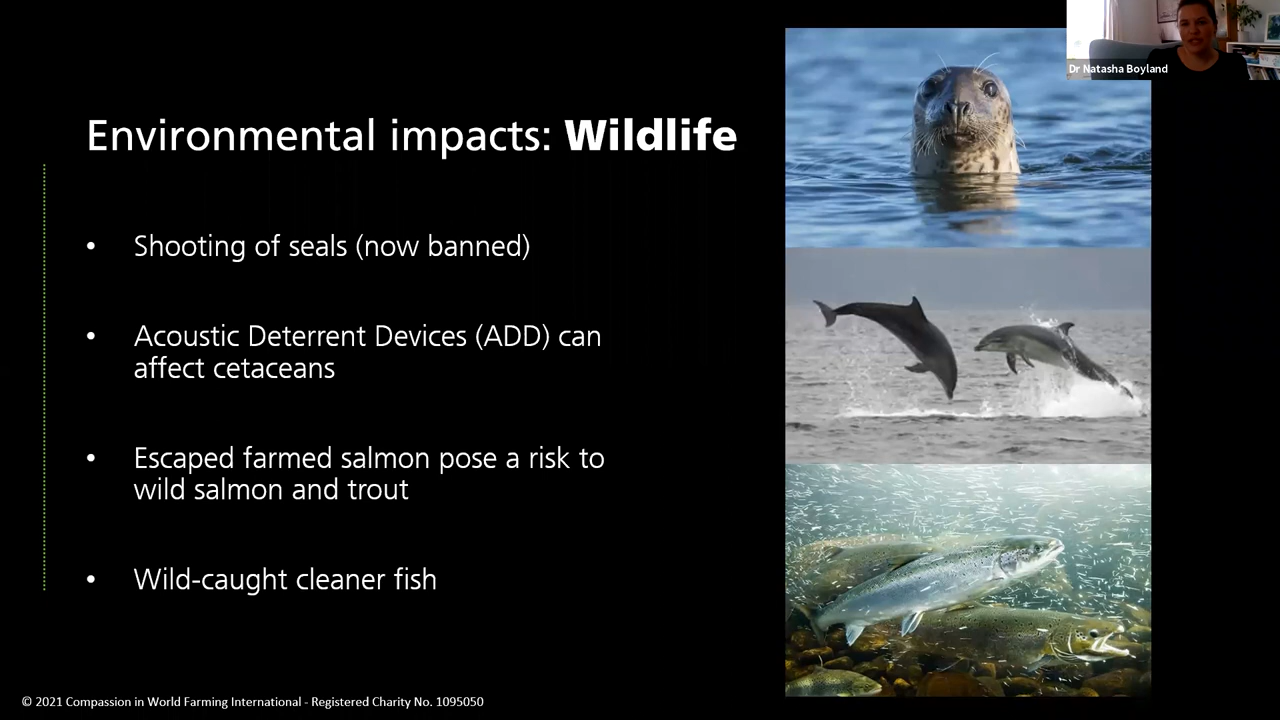 Dr Natasha Boyland
Environmental impacts: Wildlife
• Shooting of seals (now banned)
• Acoustic Deterrent Devices (ADD) can
affect cetaceans
• Escaped farmed salmon pose a risk to
wild salmon and trout
• Wild-caught cleaner fish
© 2021 Compassion in World Farming International - Registered Charity No. 1095050